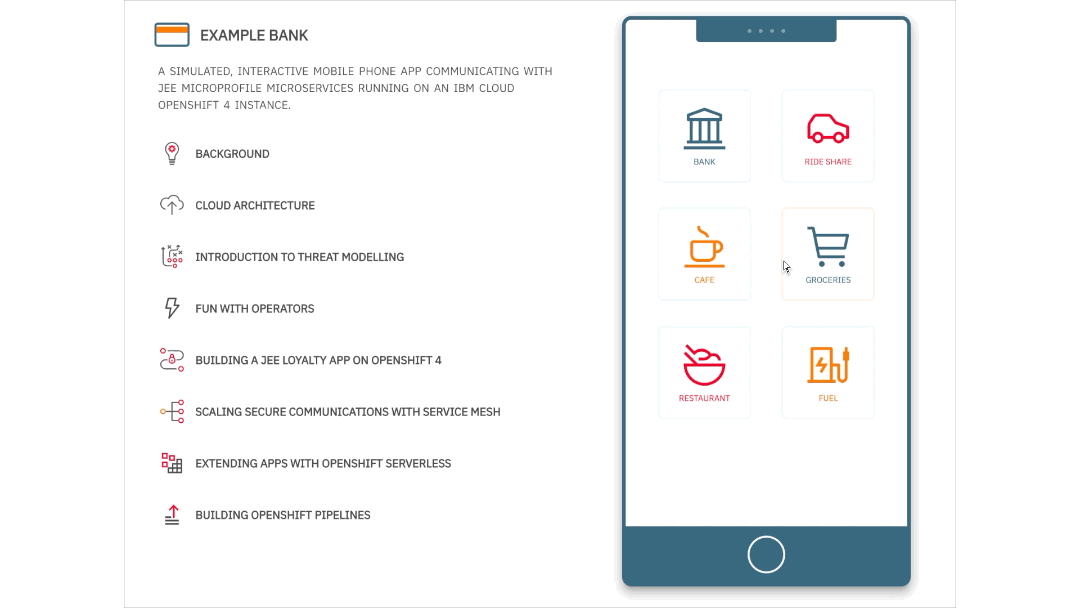 EXAMPLE BANK
A SIMULATED, INTERACTIVE MOBILE PHONE APP COMMUNICATING WITH
JEE MICROPROFILE MICROSERVICES RUNNING ON AN IBM CLOUD
OPENSHIFT 4 INSTANCE.
BACKGROUND
CLOUD ARCHITECTURE
INTRODUCTION TO THREAT MODELLING
FUN WITH OPERATORS
BUILDING A JEE LOYALTY APP ON OPENSHIFT 4
SCALING SECURE COMMUNICATIONS WITH SERVICE MESH
EXTENDING APPS WITH OPENSHIFT SERVERLESS
BUILDING OPENSHIFT PIPELINES
BANK
RIDE SHARE
CAFE
GROCERIES
RESTAURANT
FUEL